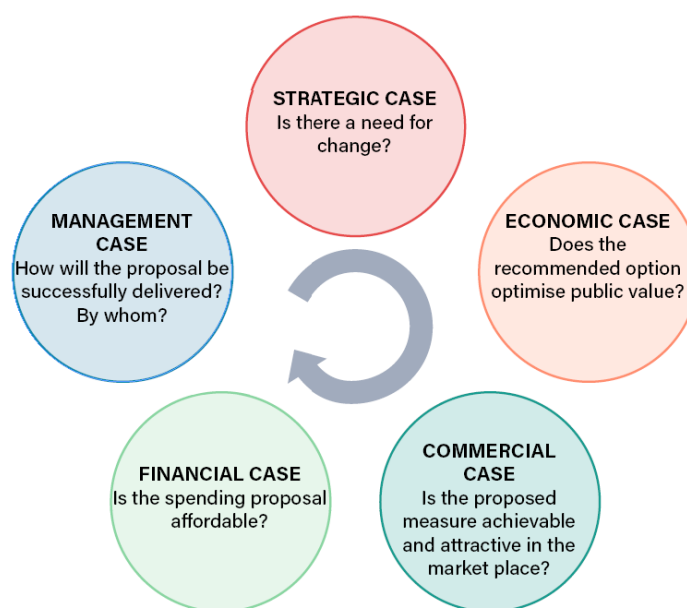 STRATEGIC CASE
Is there a need for
change?
ECONOMIC CASE
Does the
recommended option
optimise public value?
COMMERCIAL
CASE
Is the proposed
measure achievable
and attractive in the
market place?
FINANCIAL CASE
Is the spending proposal
affordable?
MANAGEMENT
CASE
How will the proposal be
successfully delivered?
By whom?